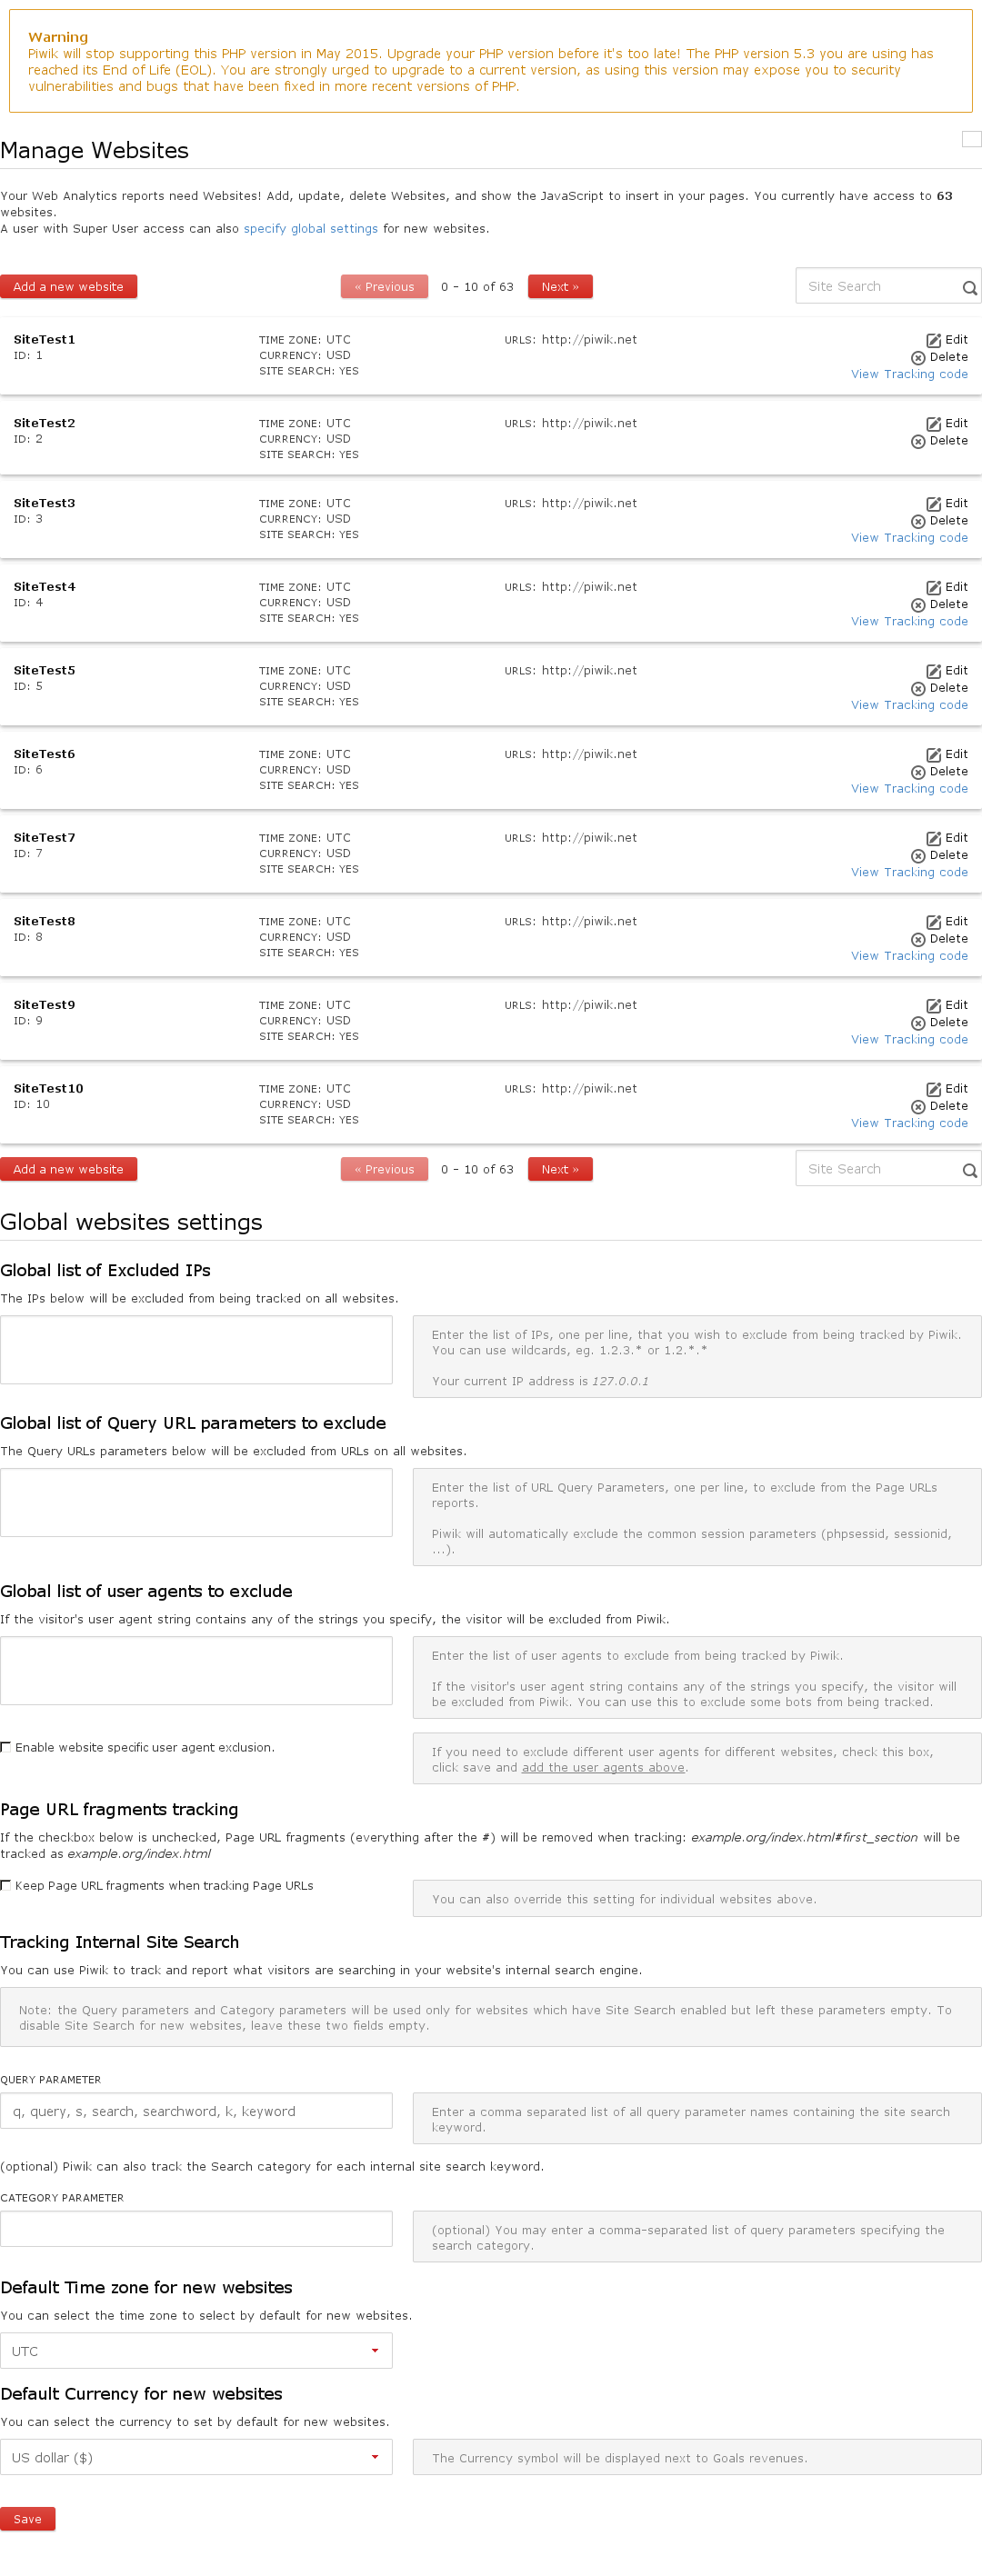 Warning
Piwik will stop supporting this PHP version in May 2015. Upgrade your PHP version before it's too late! The PHP version 5.3 you are using has
reached its End of Life (EOL). You are strongly urged to upgrade to a current version, as using this version may expose you to security
vulnerabilities and bugs that have been fixed in more recent versions of PHP.
Manage Websites
Your Web Analytics reports need Websites! Add, update, delete Websites, and show the JavaScript to insert in your pages. You currently have access to 63
websites.
A user with Super User access can also specify global settings for new websites.
Add a new website « Previous 0 - 10 of 63 Next » Site Search
SiteTest1 TIME ZONE: UTC URLS: http://piwik.net Edit
ID: 1 CURRENCY: USD Delete
SITE SEARCH: YES View Tracking code
SiteTest2 TIME ZONE: UTC URLS: http://piwik.net Edit
ID: 2 CURRENCY: USD Delete
SITE SEARCH: YES
SiteTest3 TIME ZONE: UTC URLS: http://piwik.net Edit
ID: 3 CURRENCY: USD Delete
SITE SEARCH: YES View Tracking code
SiteTest4 TIME ZONE: UTC URLS: http://piwik.net Edit
ID: 4 CURRENCY: USD Delete
SITE SEARCH: YES View Tracking code
SiteTest5 TIME ZONE: UTC URLS: http://piwik.net Edit
ID: 5 CURRENCY: USD Delete
SITE SEARCH: YES View Tracking code
SiteTest6 TIME ZONE: UTC URLS: http://piwik.net Edit
ID: 6 CURRENCY: USD Delete
SITE SEARCH: YES View Tracking code
SiteTest7 TIME ZONE: UTC URLS: http://piwik.net Edit
ID: 7 CURRENCY: USD Delete
SITE SEARCH: YES View Tracking code
SiteTest8 TIME ZONE: UTC URLS: http://piwik.net Edit
ID: 8 CURRENCY: USD Delete
SITE SEARCH: YES View Tracking code
SiteTest9 TIME ZONE: UTC URLS: http://piwik.net Edit
ID: 9 CURRENCY: USD Delete
SITE SEARCH: YES View Tracking code
SiteTest10 TIME ZONE: UTC URLS: http://piwik.net Edit
ID: 10 CURRENCY: USD Delete
SITE SEARCH: YES View Tracking code
Add a new website « Previous 0 - 10 of 63 Next » Site Search
Global websites settings
Global list of Excluded IPs
The IPs below will be excluded from being tracked on all websites.
Enter the list of IPs, one per line, that you wish to exclude from being tracked by Piwik.
You can use wildcards, eg. 1.2.3.* or 1.2.*.*
Your current IP address is 127.0.0.1
Global list of Query URL parameters to exclude
The Query URLs parameters below will be excluded from URLs on all websites.
Enter the list of URL Query Parameters, one per line, to exclude from the Page URLs
reports.
Piwik will automatically exclude the common session parameters (phpsessid, sessionid,
...).
Global list of user agents to exclude
If the visitor's user agent string contains any of the strings you specify, the visitor will be excluded from Piwik.
Enter the list of user agents to exclude from being tracked by Piwik.
If the visitor's user agent string contains any of the strings you specify, the visitor will
be excluded from Piwik. You can use this to exclude some bots from being tracked.
Enable website specific user agent exclusion.
If you need to exclude different user agents for different websites, check this box,
click save and add the user agents above.
Page URL fragments tracking
If the checkbox below is unchecked, Page URL fragments (everything after the #) will be removed when tracking: example.org/index.html#first_section will be
tracked as example.org/index.html
Keep Page URL fragments when tracking Page URLs
You can also override this setting for individual websites above.
Tracking Internal Site Search
You can use Piwik to track and report what visitors are searching in your website's internal search engine.
Note: the Query parameters and Category parameters will be used only for websites which have Site Search enabled but left these parameters empty. To
disable Site Search for new websites, leave these two fields empty.
QUERY PARAMETER
q, query, s, search, searchword, k, keyword
Enter a comma separated list of all query parameter names containing the site search
keyword.
(optional) Piwik can also track the Search category for each internal site search keyword.
CATEGORY PARAMETER
(optional) You may enter a comma-separated list of query parameters specifying the
search category.
Default Time zone for new websites
You can select the time zone to select by default for new websites.
UTC
Default Currency for new websites
You can select the currency to set by default for new websites.
US dollar ($)
The Currency symbol will be displayed next to Goals revenues.
Save